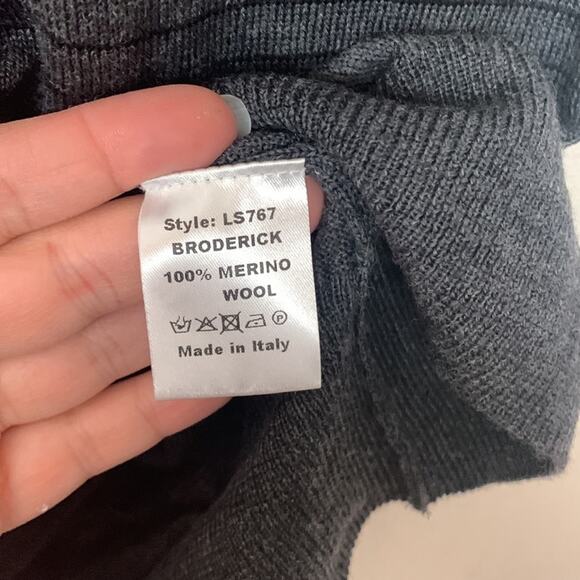 Style: LS767
BRODERICK
100% MERINO
WOOL
Made in Italy